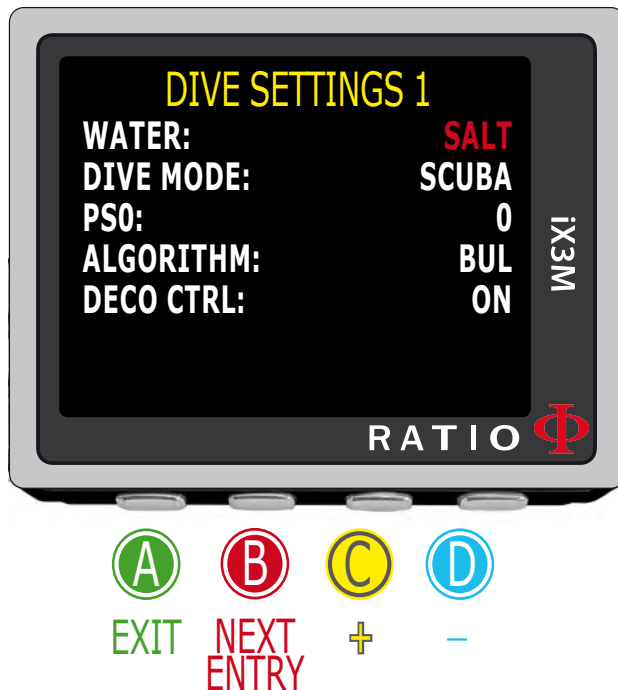 DIVE SETTINGS 1
WATER: SALT
DIVE MODE: SCUBA
PS0: 0
ALGORITHM: BUL
DECO CTRL: ON
iX3M
RATIO
A B C D
EXIT NEXT ENTRY + −